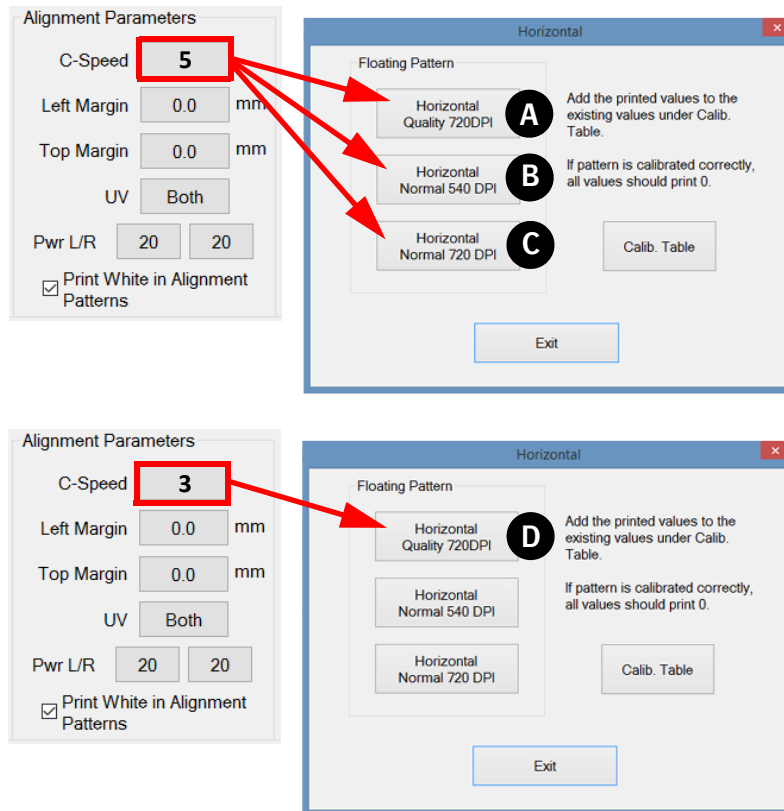 Alignment Parameters
C-Speed 5
Left Margin 0.0 mm
Top Margin 0.0 mm
UV Both
Pwr L/R 20 20
Print White in Alignment
Patterns
Horizontal
×
Floating Pattern
Horizontal
Quality 720DPI
A
Horizontal
Normal 540 DPI
B
Horizontal
Normal 720 DPI
C
Add the printed values to the
existing values under Calib.
Table.
If pattern is calibrated correctly,
all values should print 0.
Calib. Table
Exit
Alignment Parameters
C-Speed 3
Left Margin 0.0 mm
Top Margin 0.0 mm
UV Both
Pwr L/R 20 20
Print White in Alignment
Patterns
Horizontal
×
Floating Pattern
Horizontal
Quality 720DPI
D
Horizontal
Normal 540 DPI
Horizontal
Normal 720 DPI
Add the printed values to the
existing values under Calib.
Table.
If pattern is calibrated correctly,
all values should print 0.
Calib. Table
Exit